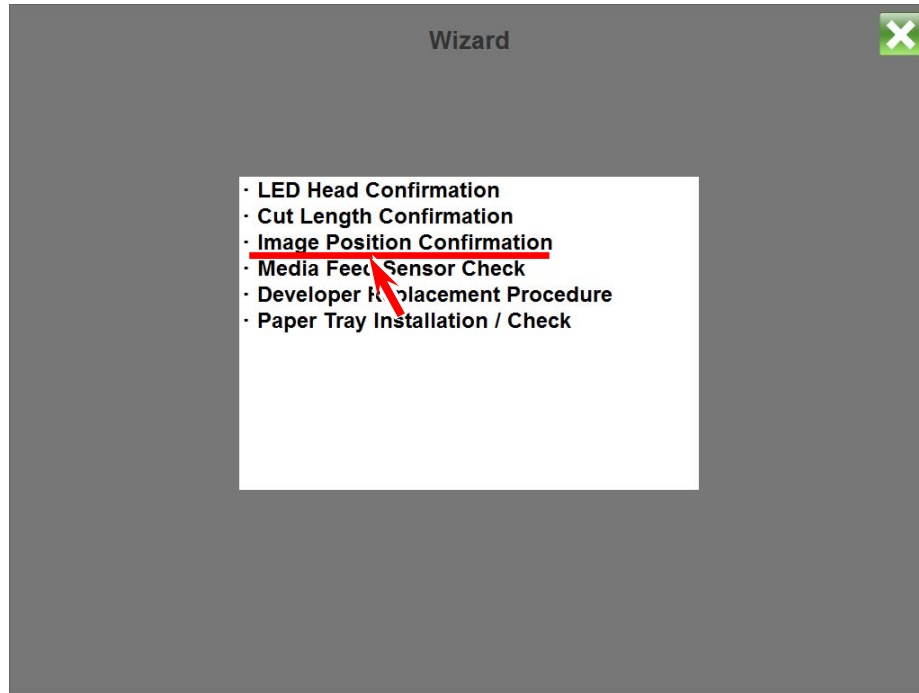 Wizard
· LED Head Confirmation
· Cut Length Confirmation
· Image Position Confirmation
· Media Feed Sensor Check
· Developer Replacement Procedure
· Paper Tray Installation / Check